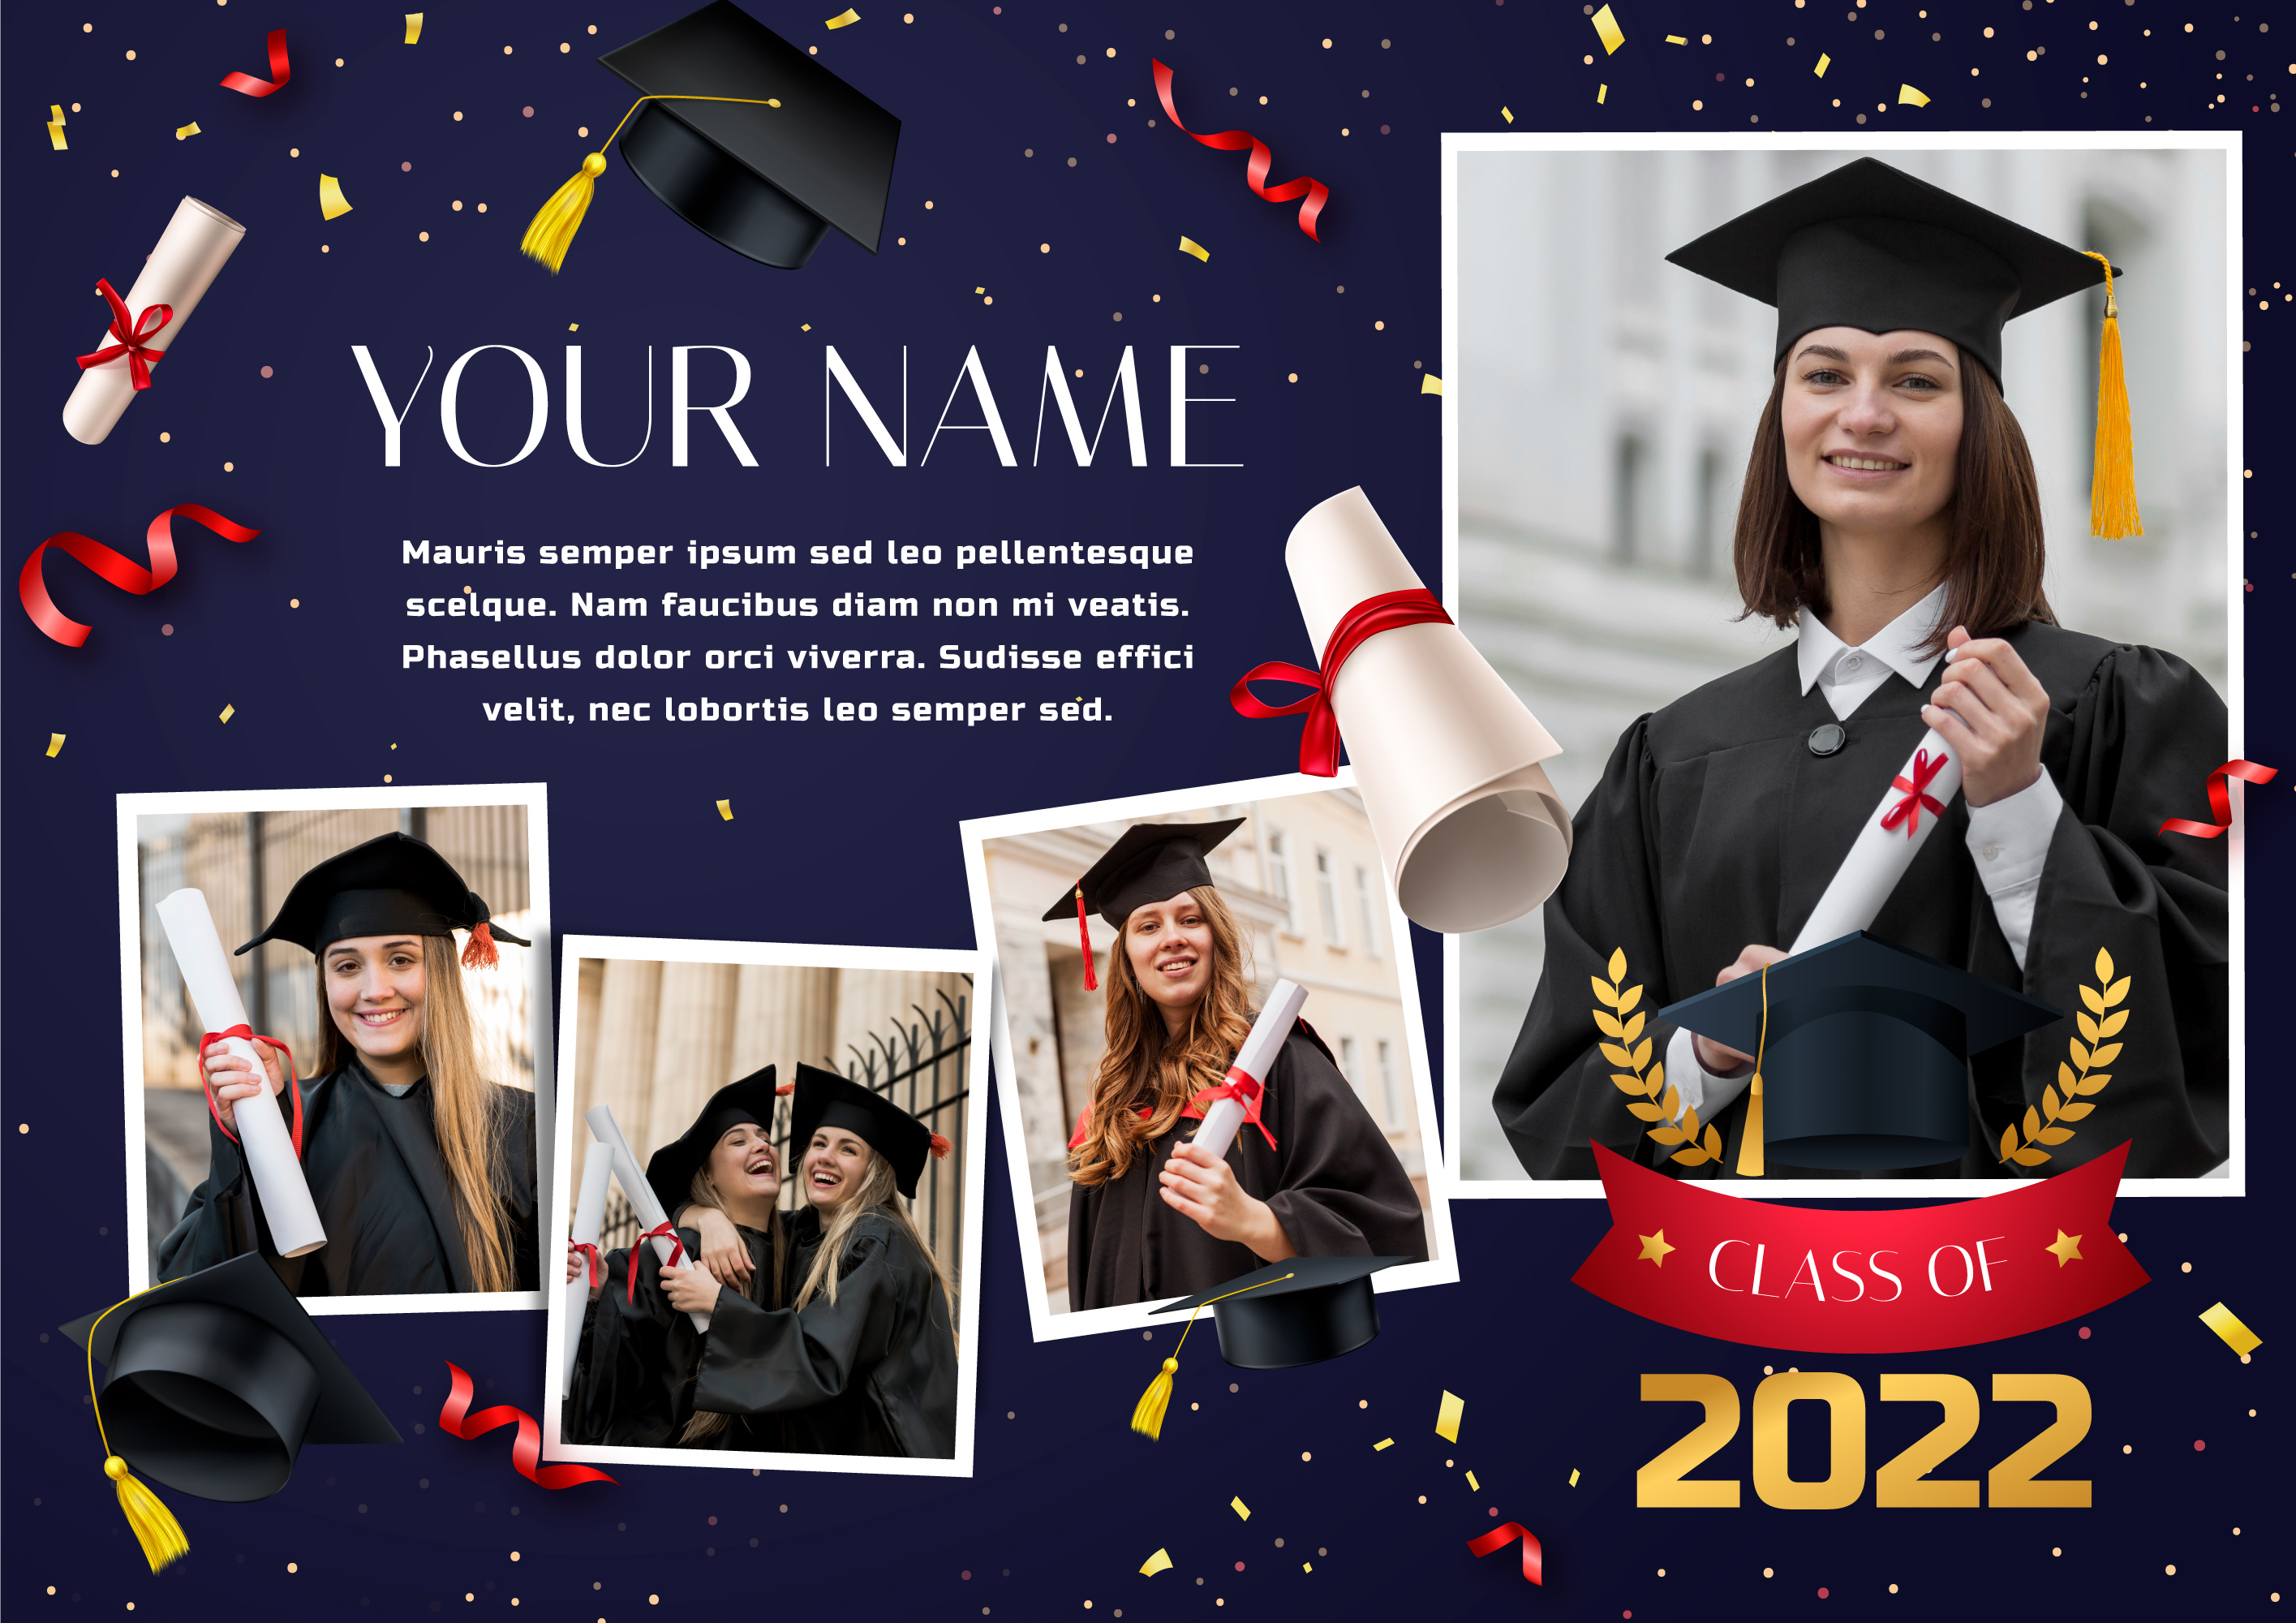 YOUR NAME
Mauris semper ipsum sed leo pellentesque
scelque. Nam faucibus diam non mi veatis.
Phasellus dolor orci viverra. Sudisse effici
velit, nec lobortis leo semper sed.
CLASS OF
2022